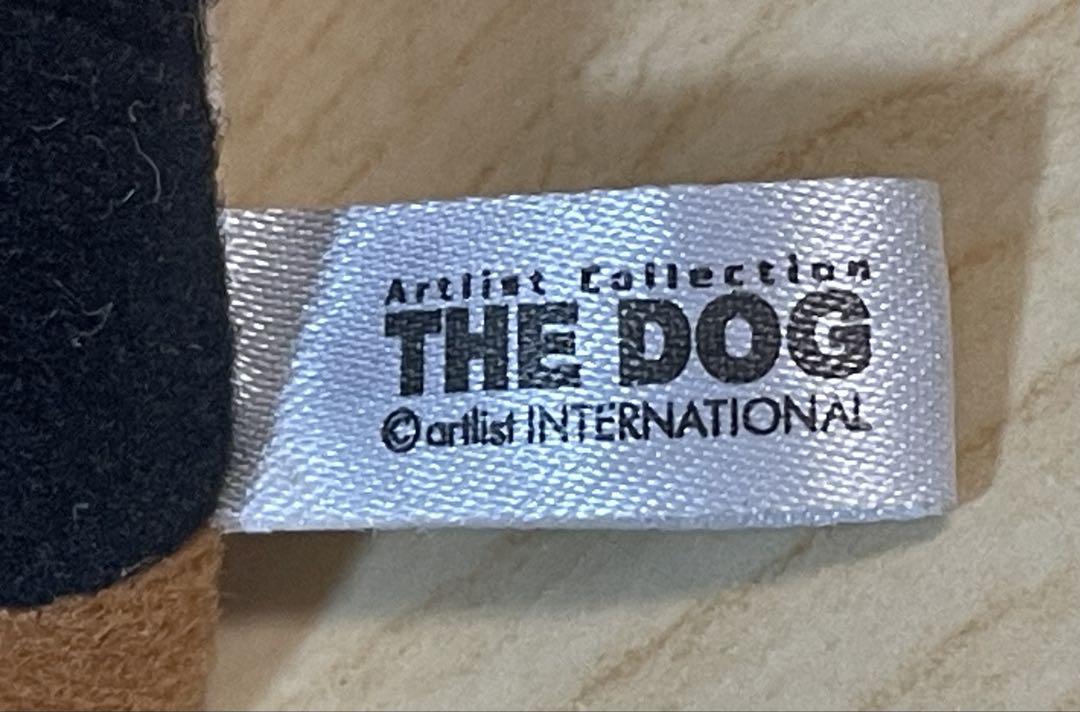 Artlist Collection
THE DOG
©artlist INTERNATIONAL